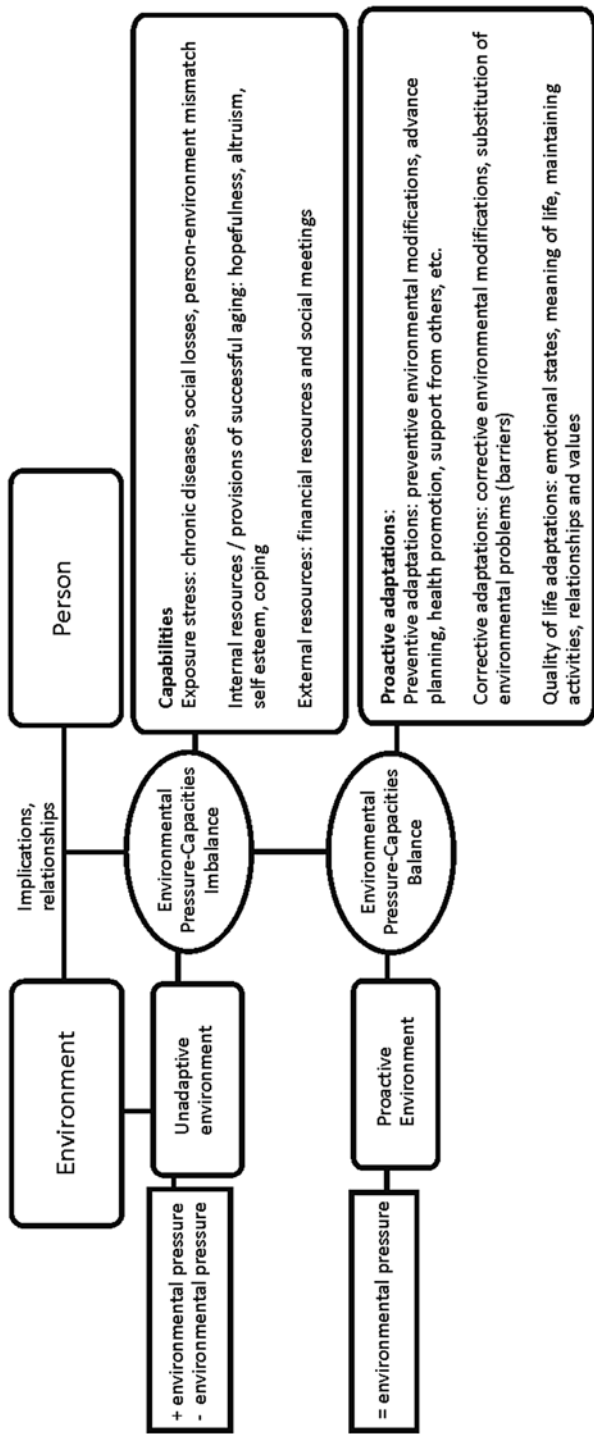 Environment
Implications,
relationships
Person
+ environmental pressure
- environmental pressure
Unadaptive
environment
Environmental
Pressure-Capacities
Imbalance
Capabilities
Exposure stress: chronic diseases, social losses, person-environment mismatch
Internal resources / provisions of successful aging: hopefulness, altruism,
self esteem, coping
External resources: financial resources and social meetings
= environmental pressure
Proactive
Environment
Environmental
Pressure-Capacities
Balance
Proactive adaptations:
Preventive adaptations: preventive environmental modifications, advance
planning, health promotion, support from others, etc.
Corrective adaptations: corrective environmental modifications, substitution of
environmental problems (barriers)
Quality of life adaptations: emotional states, meaning of life, maintaining
activities, relationships and values